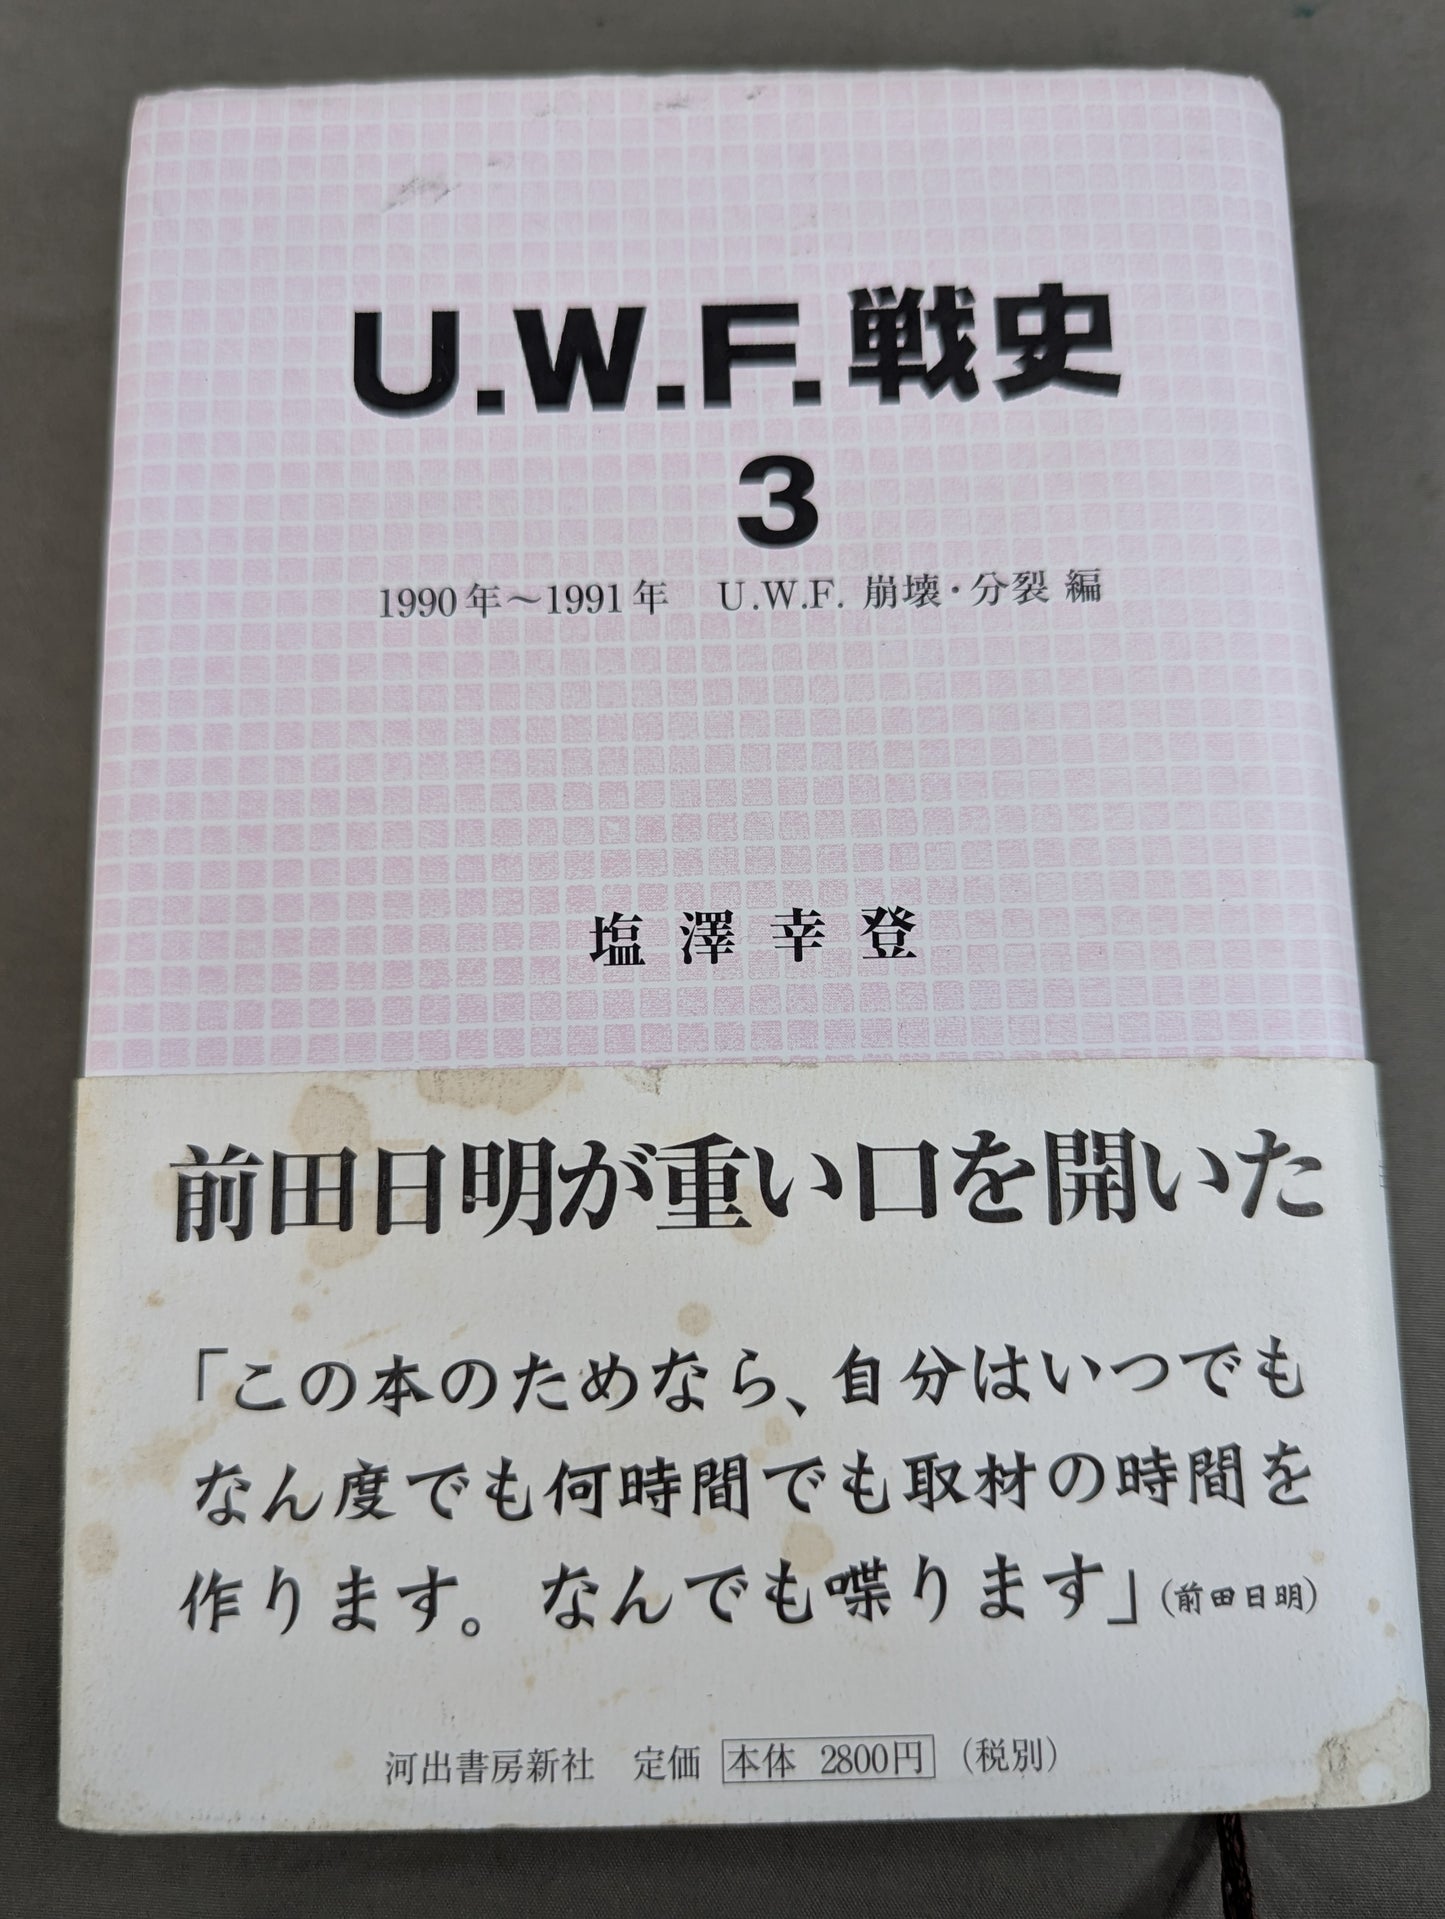 U.W.F.戦史
3
1990年～1991年 U.W.F. 崩壊・分裂 編
塩澤幸登
前田日明が重い口を開いた
「この本のためなら、自分はいつでも
なん度でも何時間でも取材の時間を
作ります。なんでも喋ります」(前田日明)
河出書房新社 定価 本体 2800円 (税別)